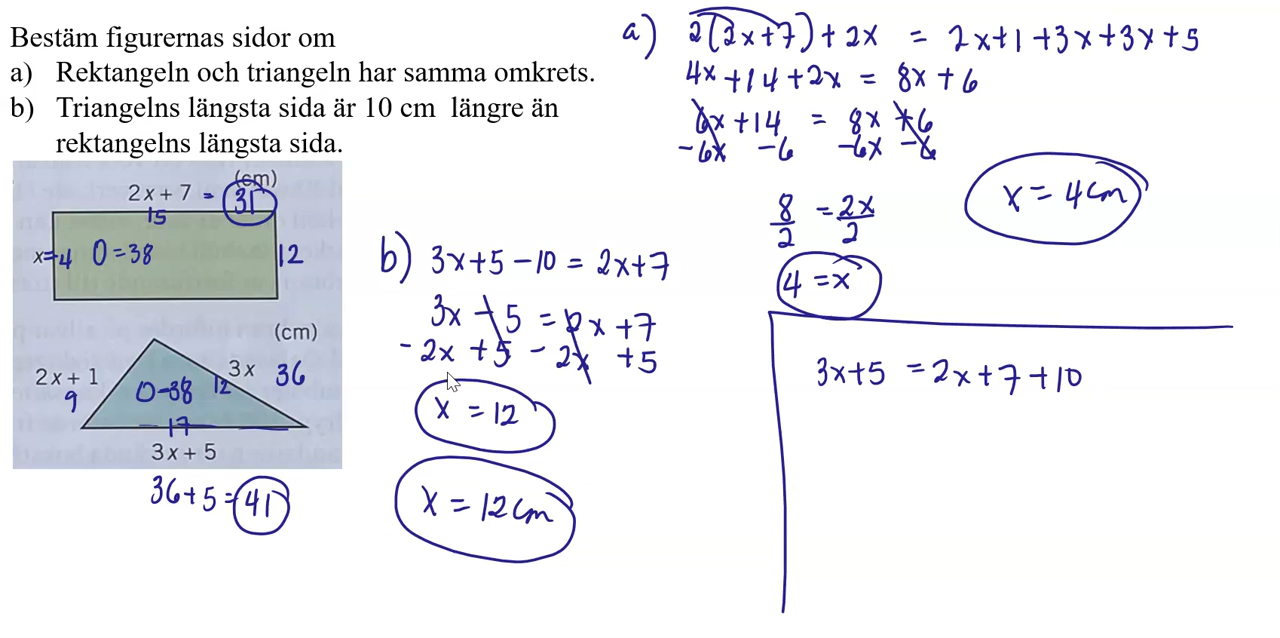 Bestäm figurernas sidor om
a) Rektangeln och triangeln har samma omkrets.
b) Triangelns längsta sida är 10 cm längre än
rektangelns längsta sida.
(cm)
2x + 7 = 31
15
x=4 O=38 12
(cm)
2x + 1 3x 36
9 O-38 12
17
3x + 5
36+5=41
b) 3x+5-10 = 2x+7
3x - 5 = 2x +7
-2x +5 -2x +5
x = 12
x = 12cm
a) 2(2x+7)+2x = 2x+1+3x+3x+5
4x+14+2x = 8x+6
6x+14 = 8x+6
-6x -6 -6x -6
8/2 = 2x/2
4 = x
x = 4cm
3x+5 = 2x+7+10